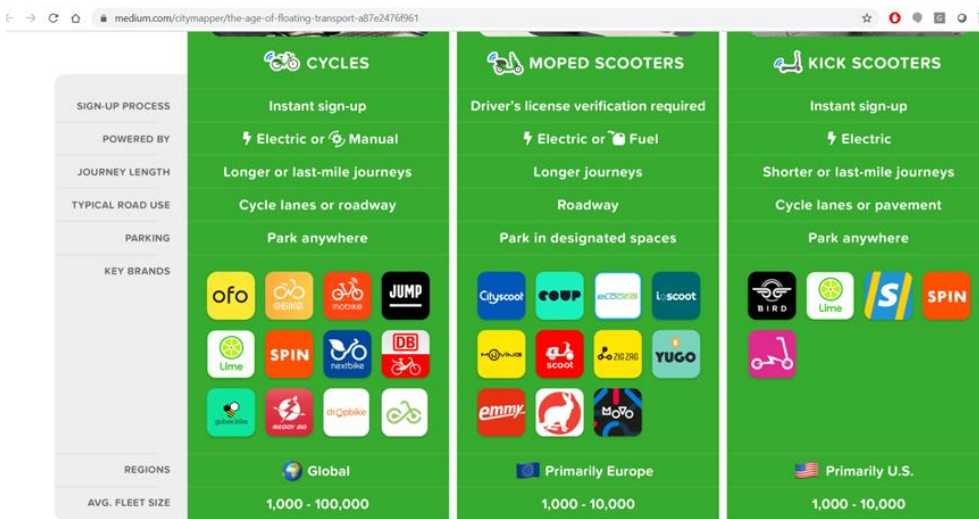 medium.com/citymapper/the-age-of-floating-transport-a87e2476f961
CYCLES
MOPED SCOOTERS
KICK SCOOTERS
SIGN-UP PROCESS
Instant sign-up
Driver's license verification required
Instant sign-up
POWERED BY
Electric or Manual
Electric or Fuel
Electric
JOURNEY LENGTH
Longer or last-mile journeys
Longer journeys
Shorter or last-mile journeys
TYPICAL ROAD USE
Cycle lanes or roadway
Roadway
Cycle lanes or pavement
PARKING
Park anywhere
Park in designated spaces
Park anywhere
KEY BRANDS
ofo
oBIKE
mobike
JUMP
Lime
SPIN
nextbike
DB
gobee.bike
REDDY GO
dropbike
Cityscoot
COUP
eCooltra
ioscoot
MUVING
scoot
ZIG ZAG
YUGO
emmy
MOVO
BIRD
Lime
S
SPIN
REGIONS
Global
Primarily Europe
Primarily U.S.
AVG. FLEET SIZE
1,000 - 100,000
1,000 - 10,000
1,000 - 10,000